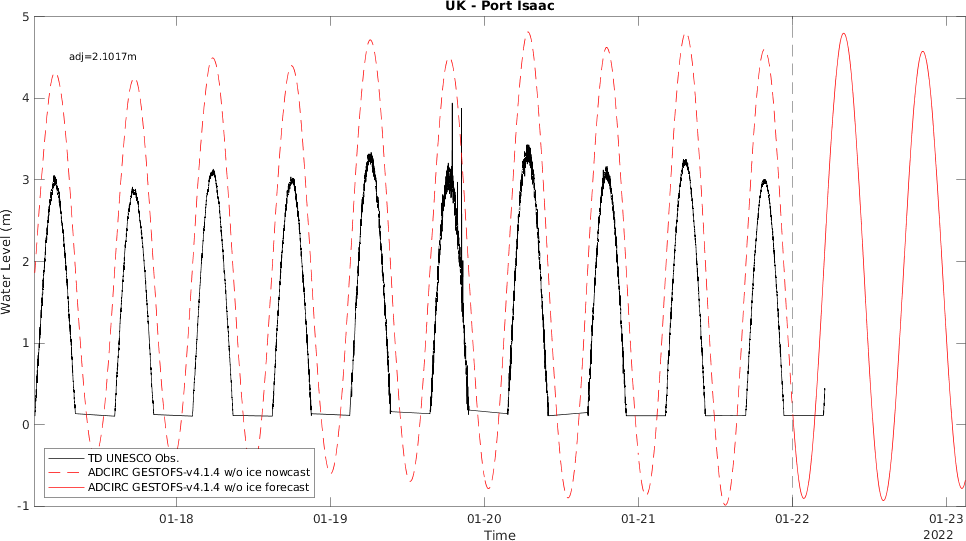 UK - Port Isaac
adj=2.1017m
5
4
3
2
1
0
-1
Water Level (m)
TD UNESCO Obs.
ADCIRC GESTOFS-v4.1.4 w/o ice nowcast
ADCIRC GESTOFS-v4.1.4 w/o ice forecast
01-18
01-19
01-20
01-21
01-22
01-23
Time
2022